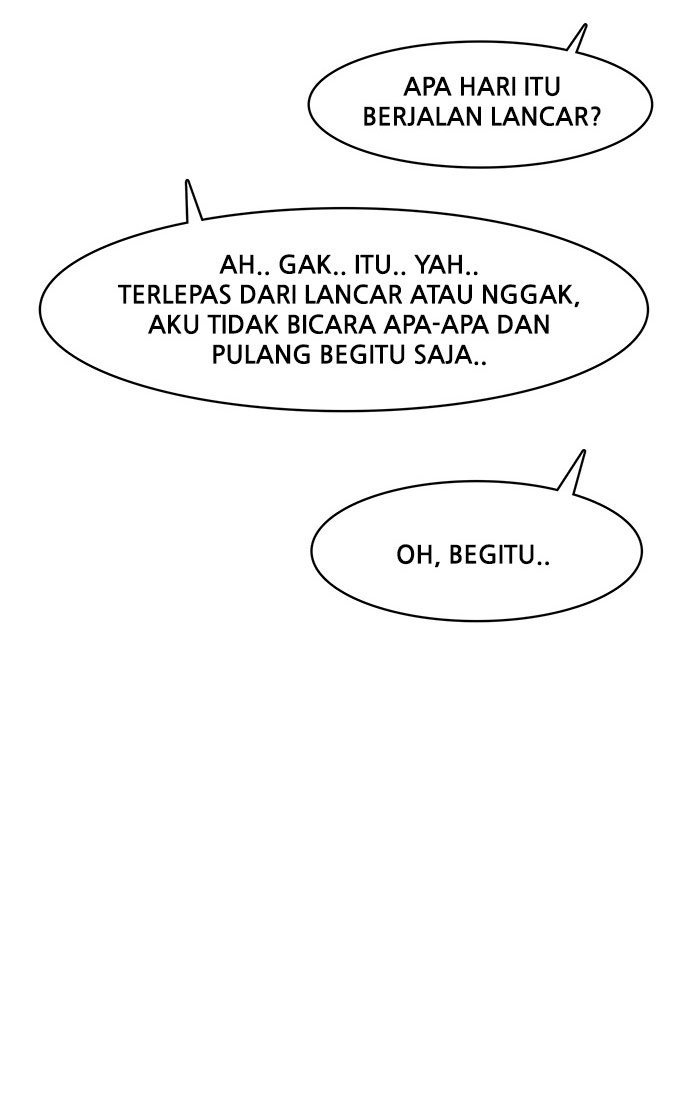 APA HARI ITU
BERJALAN LANCAR?
AH.. GAK.. ITU.. YAH..
TERLEPAS DARI LANCAR ATAU NGGAK,
AKU TIDAK BICARA APA-APA DAN
PULANG BEGITU SAJA..
OH, BEGITU..